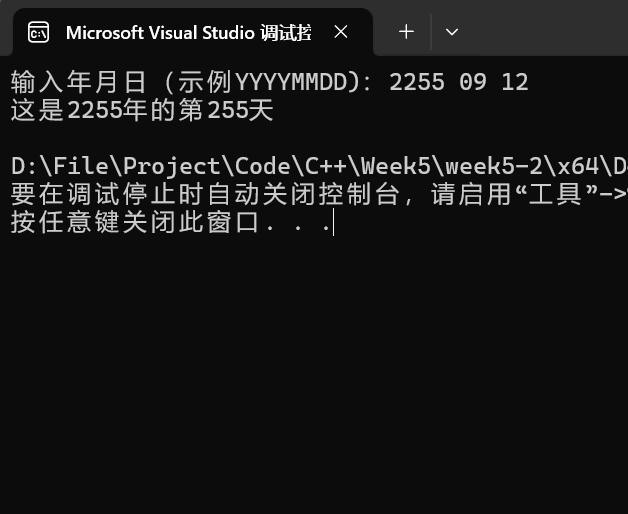 Microsoft Visual Studio 调试控
输入年月日（示例YYYYMMDD）：2255 09 12
这是2255年的第255天
D:\File\Project\Code\C++\Week5\week5-2\x64\D
要在调试停止时自动关闭控制台，请启用“工具”->
按任意键关闭此窗口. . .